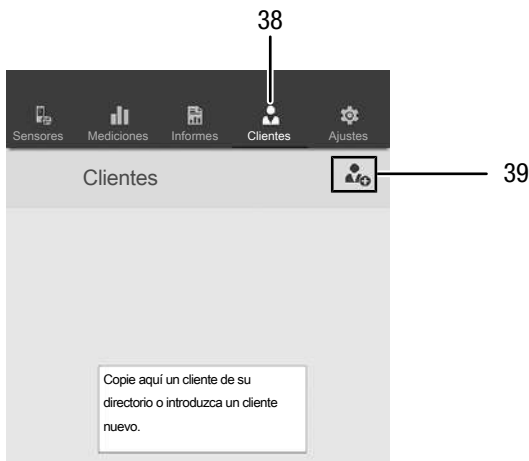 38
Sensores Mediciones Informes Clientes Ajustes
Clientes
39
Copie aquí un cliente de su
directorio o introduzca un cliente
nuevo.